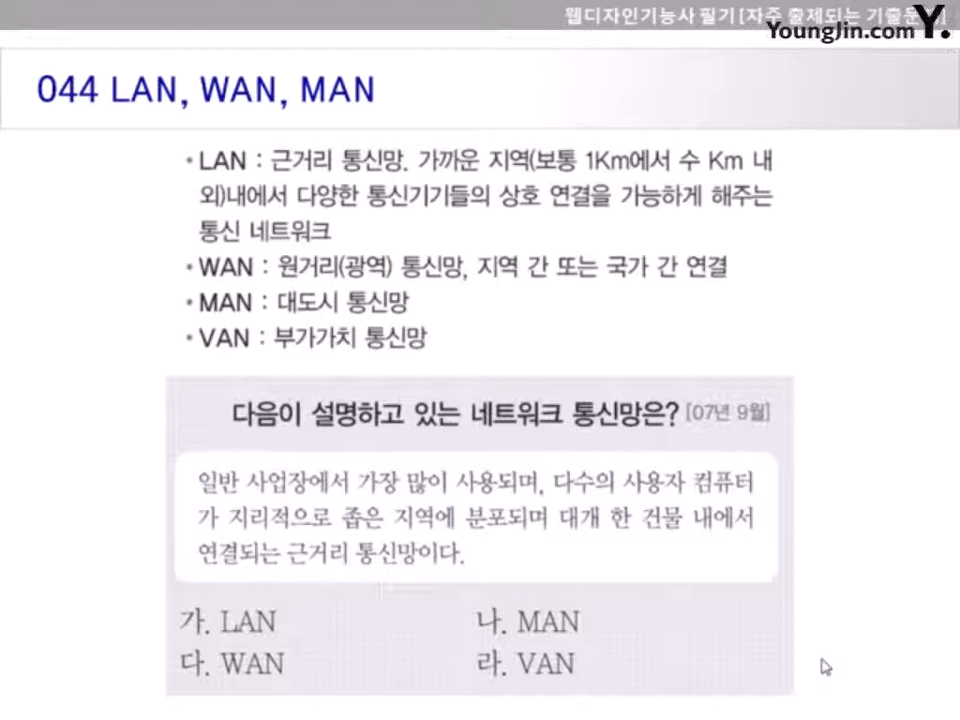 웹디자인기능사 필기 [자주 출제되는 기출문제]
YoungJin.com Y.
044 LAN, WAN, MAN
• LAN : 근거리 통신망. 가까운 지역(보통 1Km에서 수 Km 내
외)내에서 다양한 통신기기들의 상호 연결을 가능하게 해주는
통신 네트워크
• WAN : 원거리(광역) 통신망, 지역 간 또는 국가 간 연결
• MAN : 대도시 통신망
• VAN : 부가가치 통신망
다음이 설명하고 있는 네트워크 통신망은? [07년 9월]
일반 사업장에서 가장 많이 사용되며, 다수의 사용자 컴퓨터
가 지리적으로 좁은 지역에 분포되며 대개 한 건물 내에서
연결되는 근거리 통신망이다.
가. LAN 나. MAN
다. WAN 라. VAN